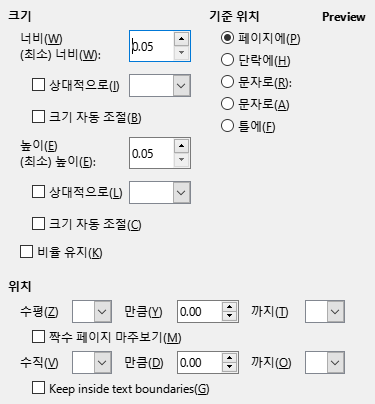 크기
너비(W)
(최소) 너비(W):
0.05
상대적으로(I)
크기 자동 조절(B)
높이(E)
(최소) 높이(E):
0.05
상대적으로(L)
크기 자동 조절(C)
비율 유지(K)
기준 위치
페이지에(P)
단락에(H)
문자로(R):
문자로(A)
틀에(F)
Preview
위치
수평(Z) 만큼(Y) 0.00 까지(T)
짝수 페이지 마주보기(M)
수직(V) 만큼(D) 0.00 까지(O)
Keep inside text boundaries(G)